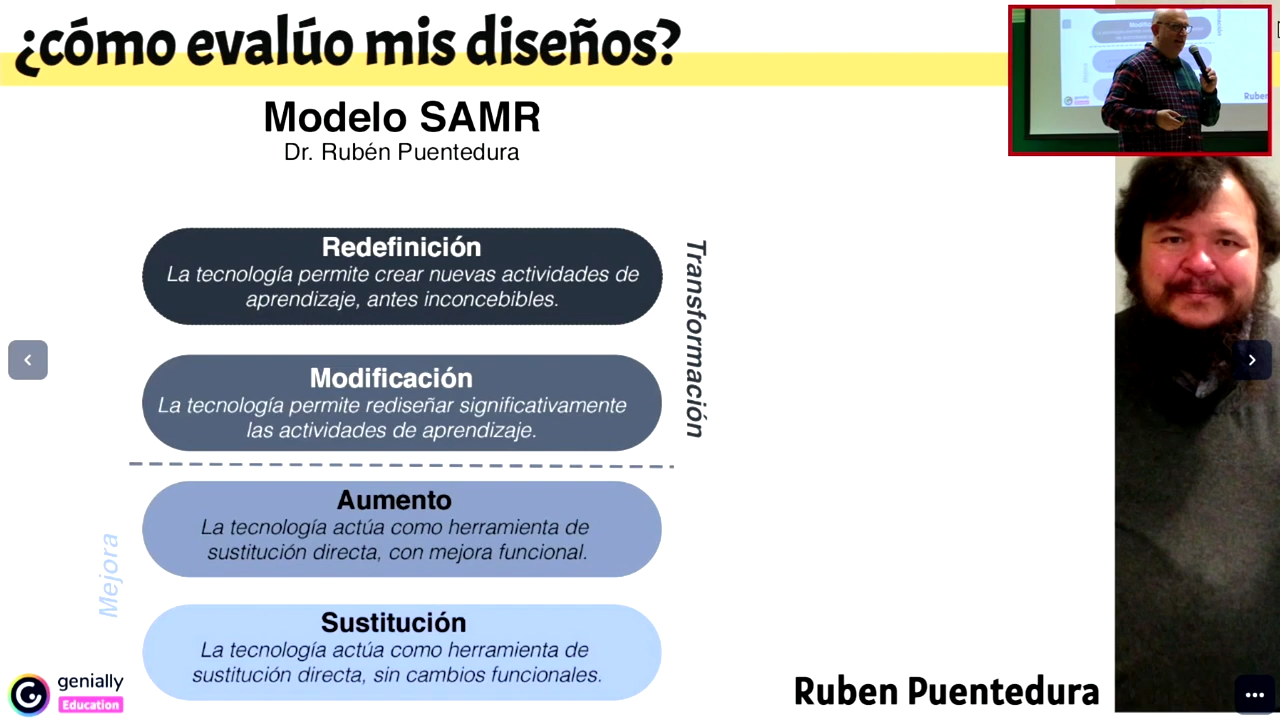 ¿cómo evalúo mis diseños?
Modelo SAMR
Dr. Rubén Puentedura
Redefinición
La tecnología permite crear nuevas actividades de
aprendizaje, antes inconcebibles.
Modificación
La tecnología permite rediseñar significativamente
las actividades de aprendizaje.
Transformación
Aumento
La tecnología actúa como herramienta de
sustitución directa, con mejora funcional.
Sustitución
La tecnología actúa como herramienta de
sustitución directa, sin cambios funcionales.
Mejora
genially
Education
Ruben Puentedura